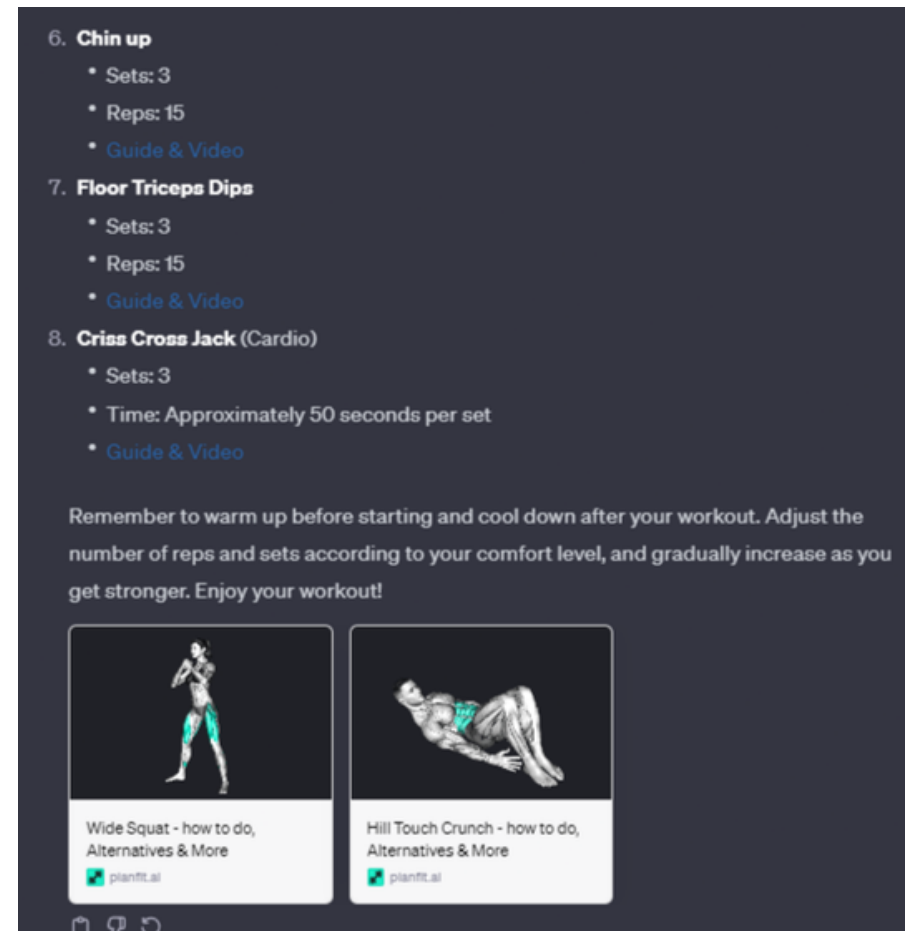 6. Chin up
• Sets: 3
• Reps: 15
• Guide & Video
7. Floor Triceps Dips
• Sets: 3
• Reps: 15
• Guide & Video
8. Criss Cross Jack (Cardio)
• Sets: 3
• Time: Approximately 50 seconds per set
• Guide & Video
Remember to warm up before starting and cool down after your workout. Adjust the
number of reps and sets according to your comfort level, and gradually increase as you
get stronger. Enjoy your workout!
Wide Squat - how to do,
Alternatives & More
planfit.ai
Hill Touch Crunch - how to do,
Alternatives & More
planfit.ai